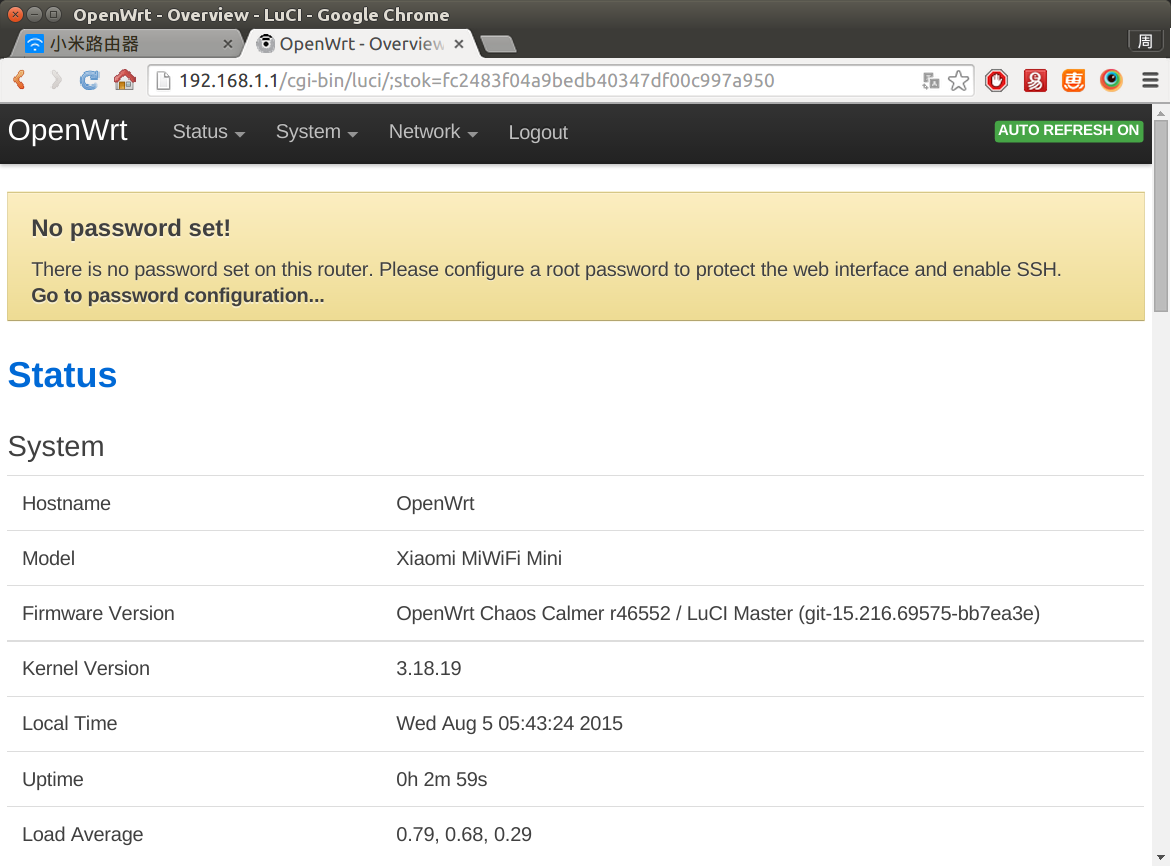 OpenWrt - Overview - LuCI - Google Chrome
小米路由器
OpenWrt - Overview
周
192.168.1.1/cgi-bin/luci/;stok=fc2483f04a9bedb40347df00c997a950
易
惠
OpenWrt Status System Network Logout AUTO REFRESH ON
No password set!
There is no password set on this router. Please configure a root password to protect the web interface and enable SSH.
Go to password configuration...
Status
System
Hostname OpenWrt
Model Xiaomi MiWiFi Mini
Firmware Version OpenWrt Chaos Calmer r46552 / LuCI Master (git-15.216.69575-bb7ea3e)
Kernel Version 3.18.19
Local Time Wed Aug 5 05:43:24 2015
Uptime 0h 2m 59s
Load Average 0.79, 0.68, 0.29